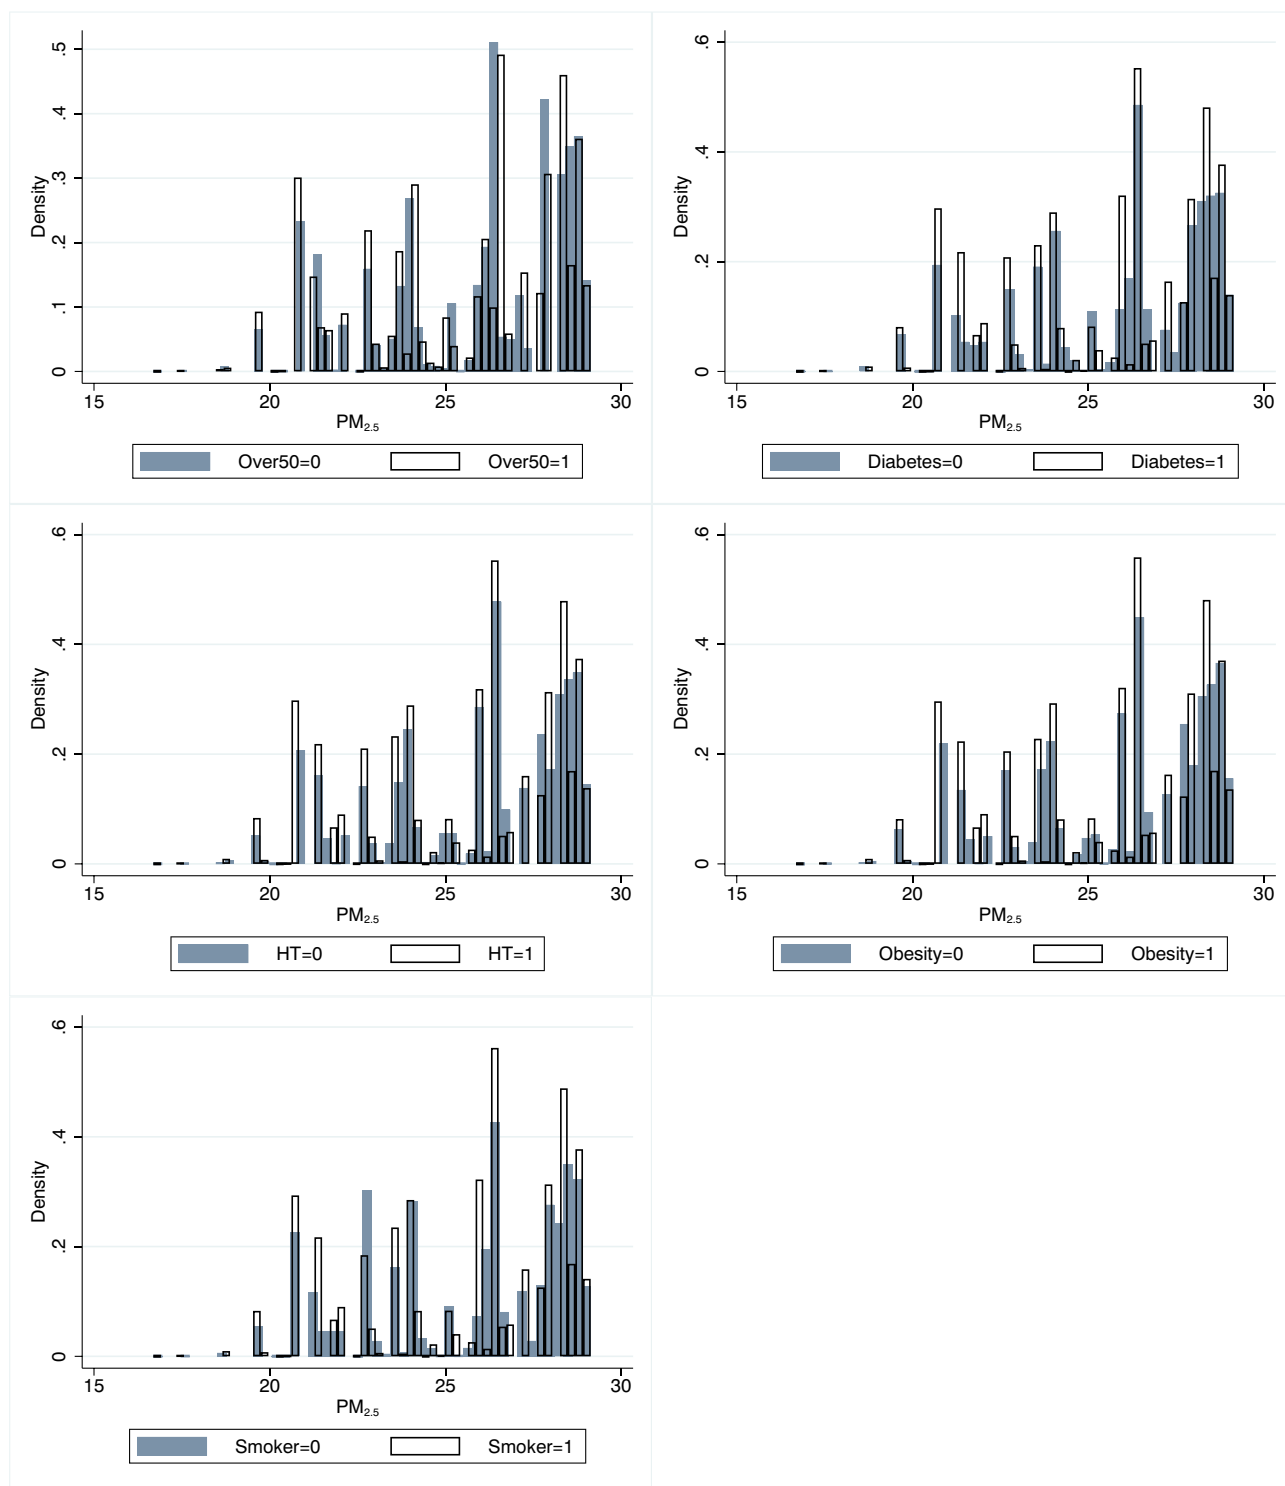 Density
.5
.4
.3
.2
.1
0
15 20 25 30
PM2.5
Over50=0 Over50=1
Density
.6
.4
.2
0
15 20 25 30
PM2.5
Diabetes=0 Diabetes=1
Density
.6
.4
.2
0
15 20 25 30
PM2.5
HT=0 HT=1
Density
.6
.4
.2
0
15 20 25 30
PM2.5
Obesity=0 Obesity=1
Density
.6
.4
.2
0
15 20 25 30
PM2.5
Smoker=0 Smoker=1